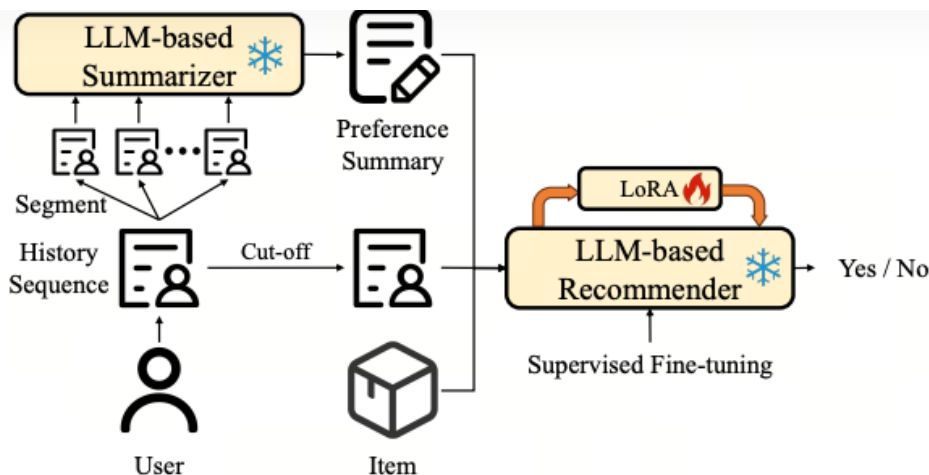 LLM-based
Summarizer
Preference
Summary
Segment
History
Sequence
Cut-off
LoRA
LLM-based
Recommender
Yes / No
Supervised Fine-tuning
User
Item